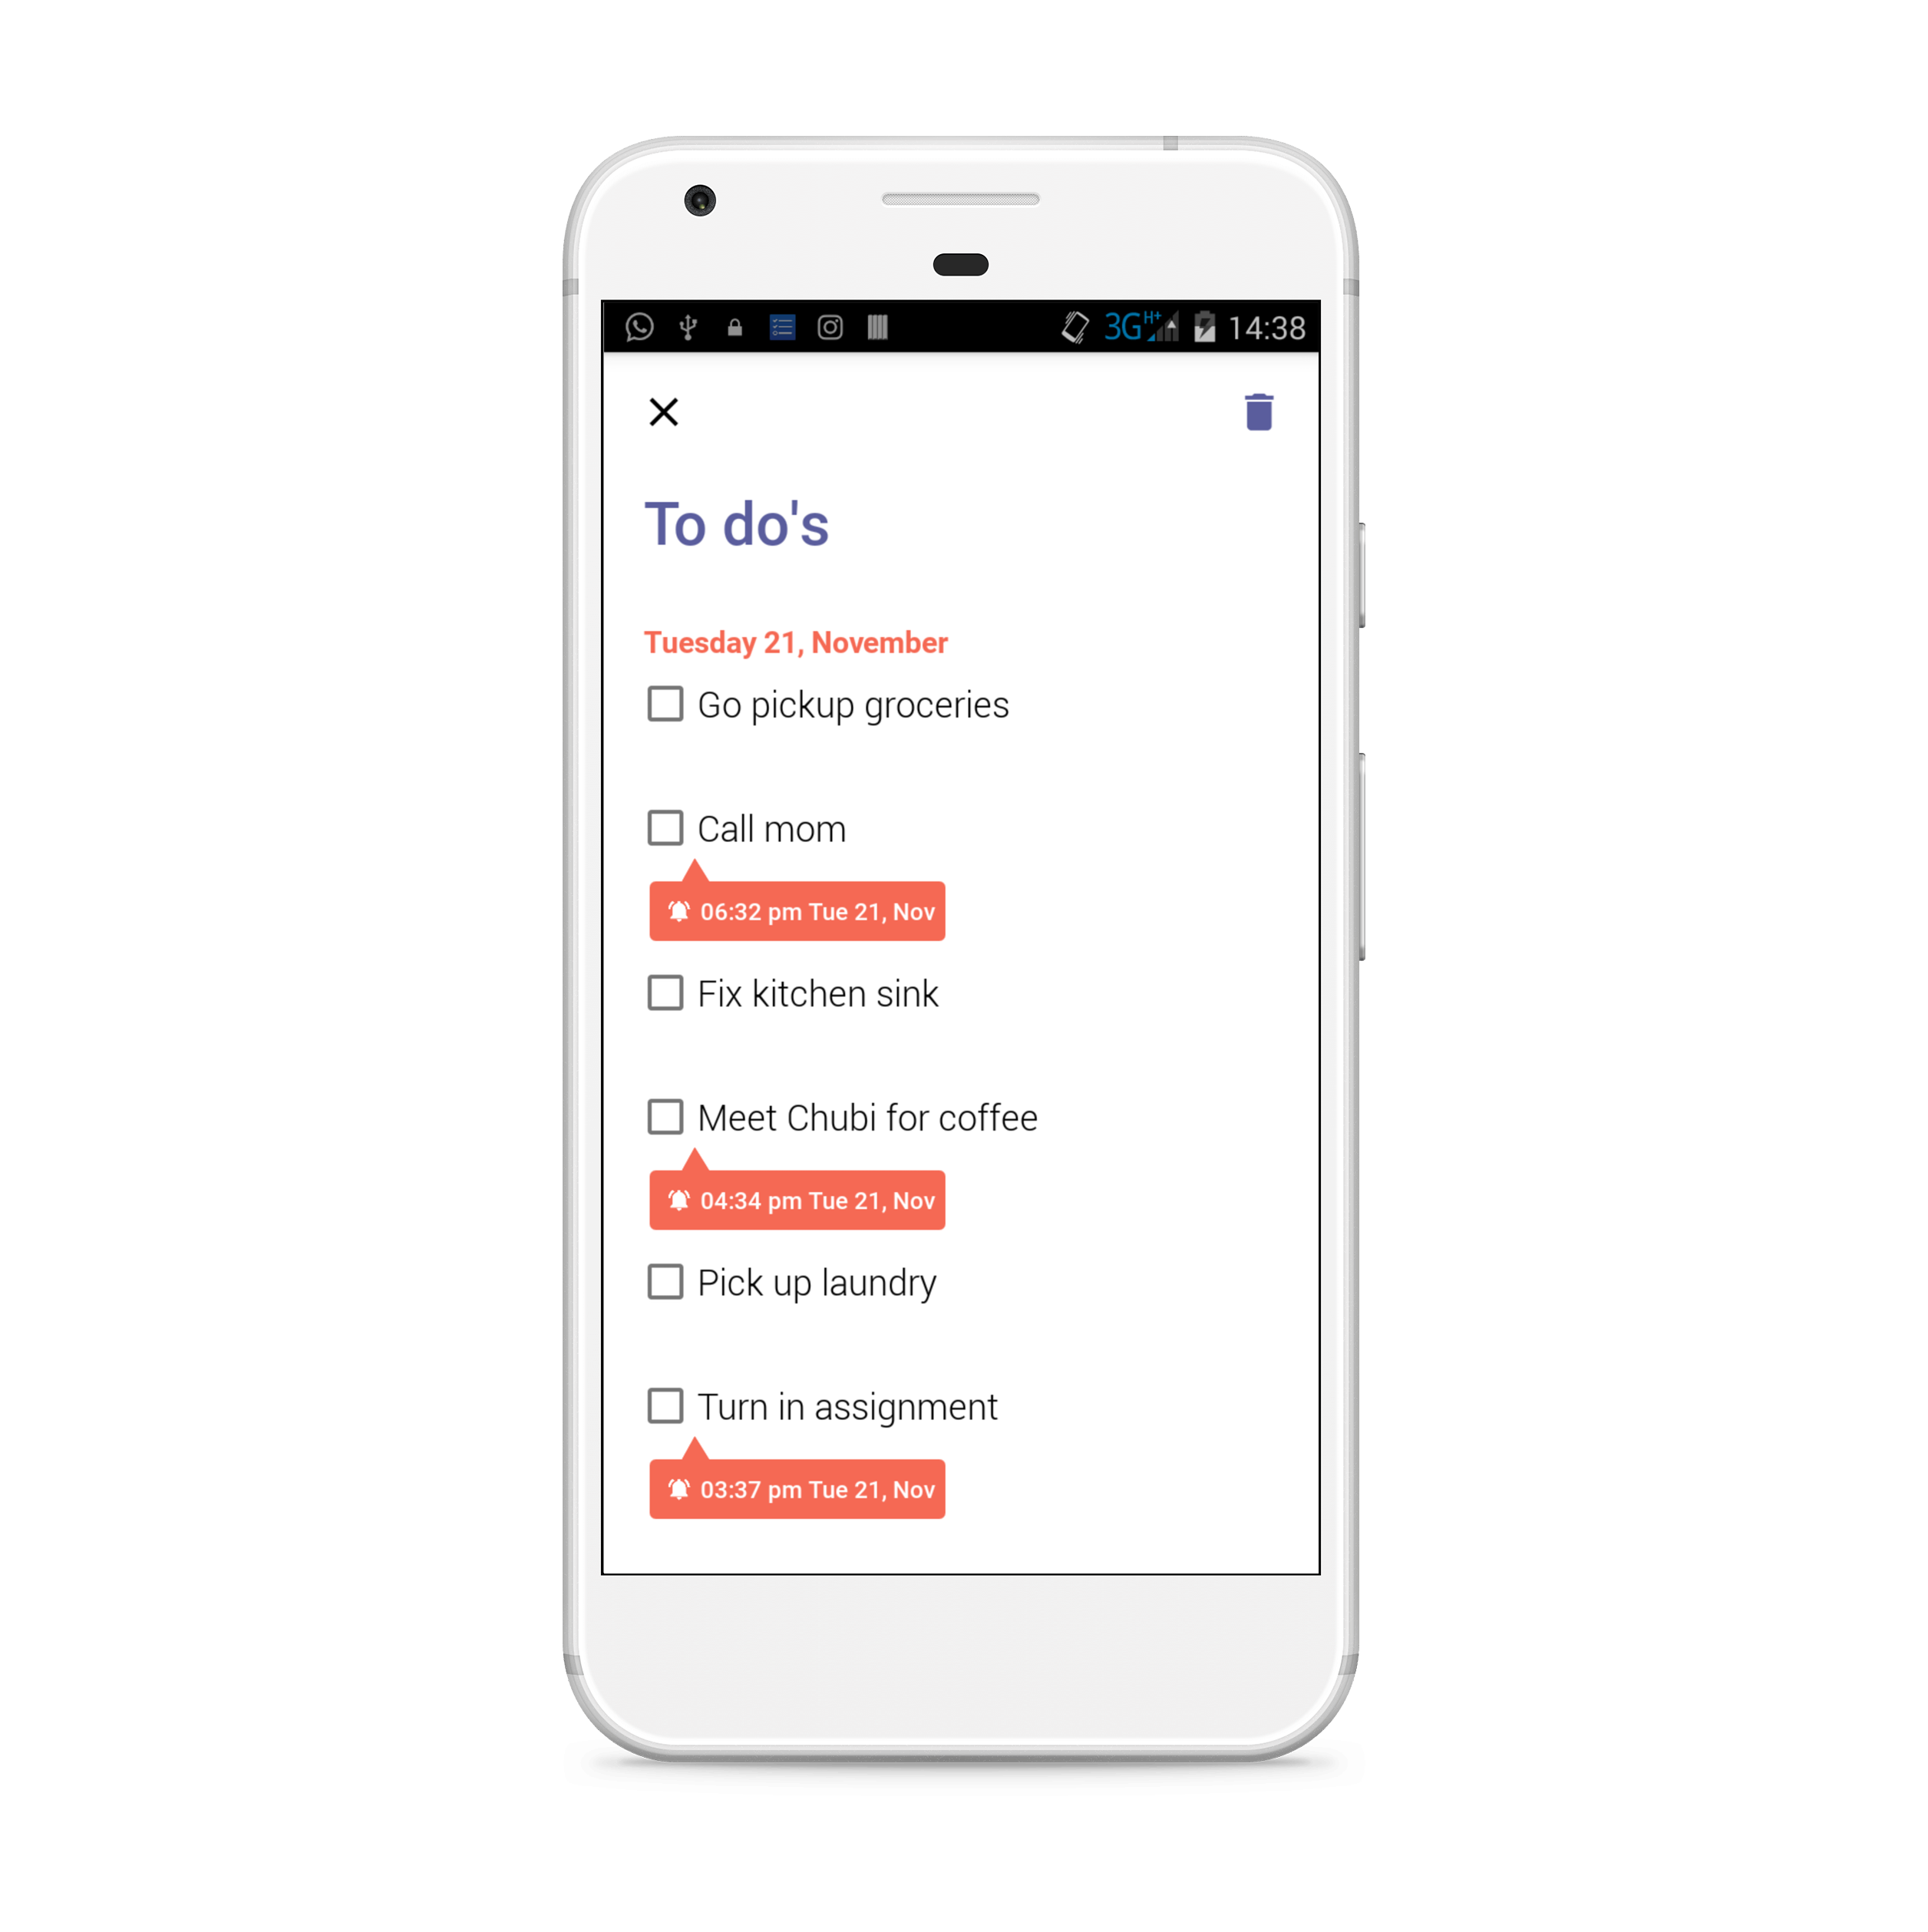 3G H+ 14:38
To do's
Tuesday 21, November
Go pickup groceries
Call mom
06:32 pm Tue 21, Nov
Fix kitchen sink
Meet Chubi for coffee
04:34 pm Tue 21, Nov
Pick up laundry
Turn in assignment
03:37 pm Tue 21, Nov